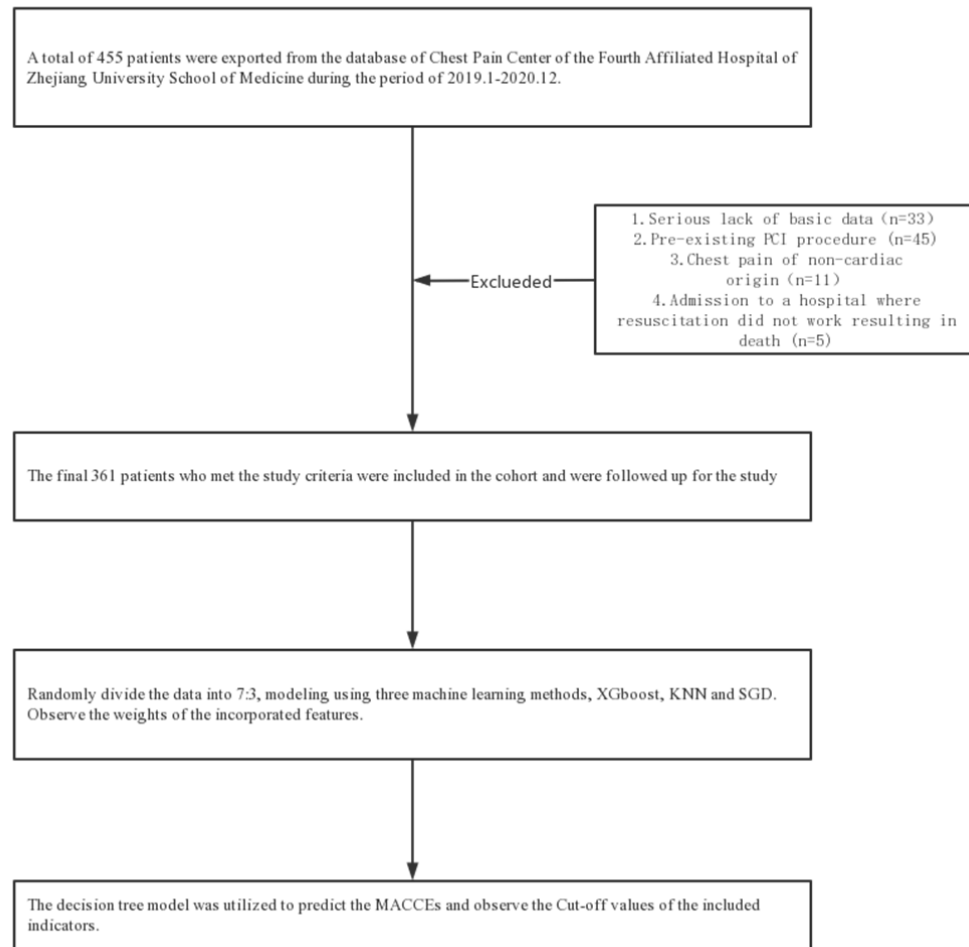 A total of 455 patients were exported from the database of Chest Pain Center of the Fourth Affiliated Hospital of
Zhejiang University School of Medicine during the period of 2019.1-2020.12.
1.Serious lack of basic data (n=33)
2.Pre-existing PCI procedure (n=45)
3.Chest pain of non-cardiac
origin (n=11)
4.Admission to a hospital where
resuscitation did not work resulting in
death (n=5)
Exclueded
The final 361 patients who met the study criteria were included in the cohort and were followed up for the study
Randomly divide the data into 7:3, modeling using three machine learning methods, XGboost, KNN and SGD.
Observe the weights of the incorporated features.
The decision tree model was utilized to predict the MACCEs and observe the Cut-off values of the included
indicators.